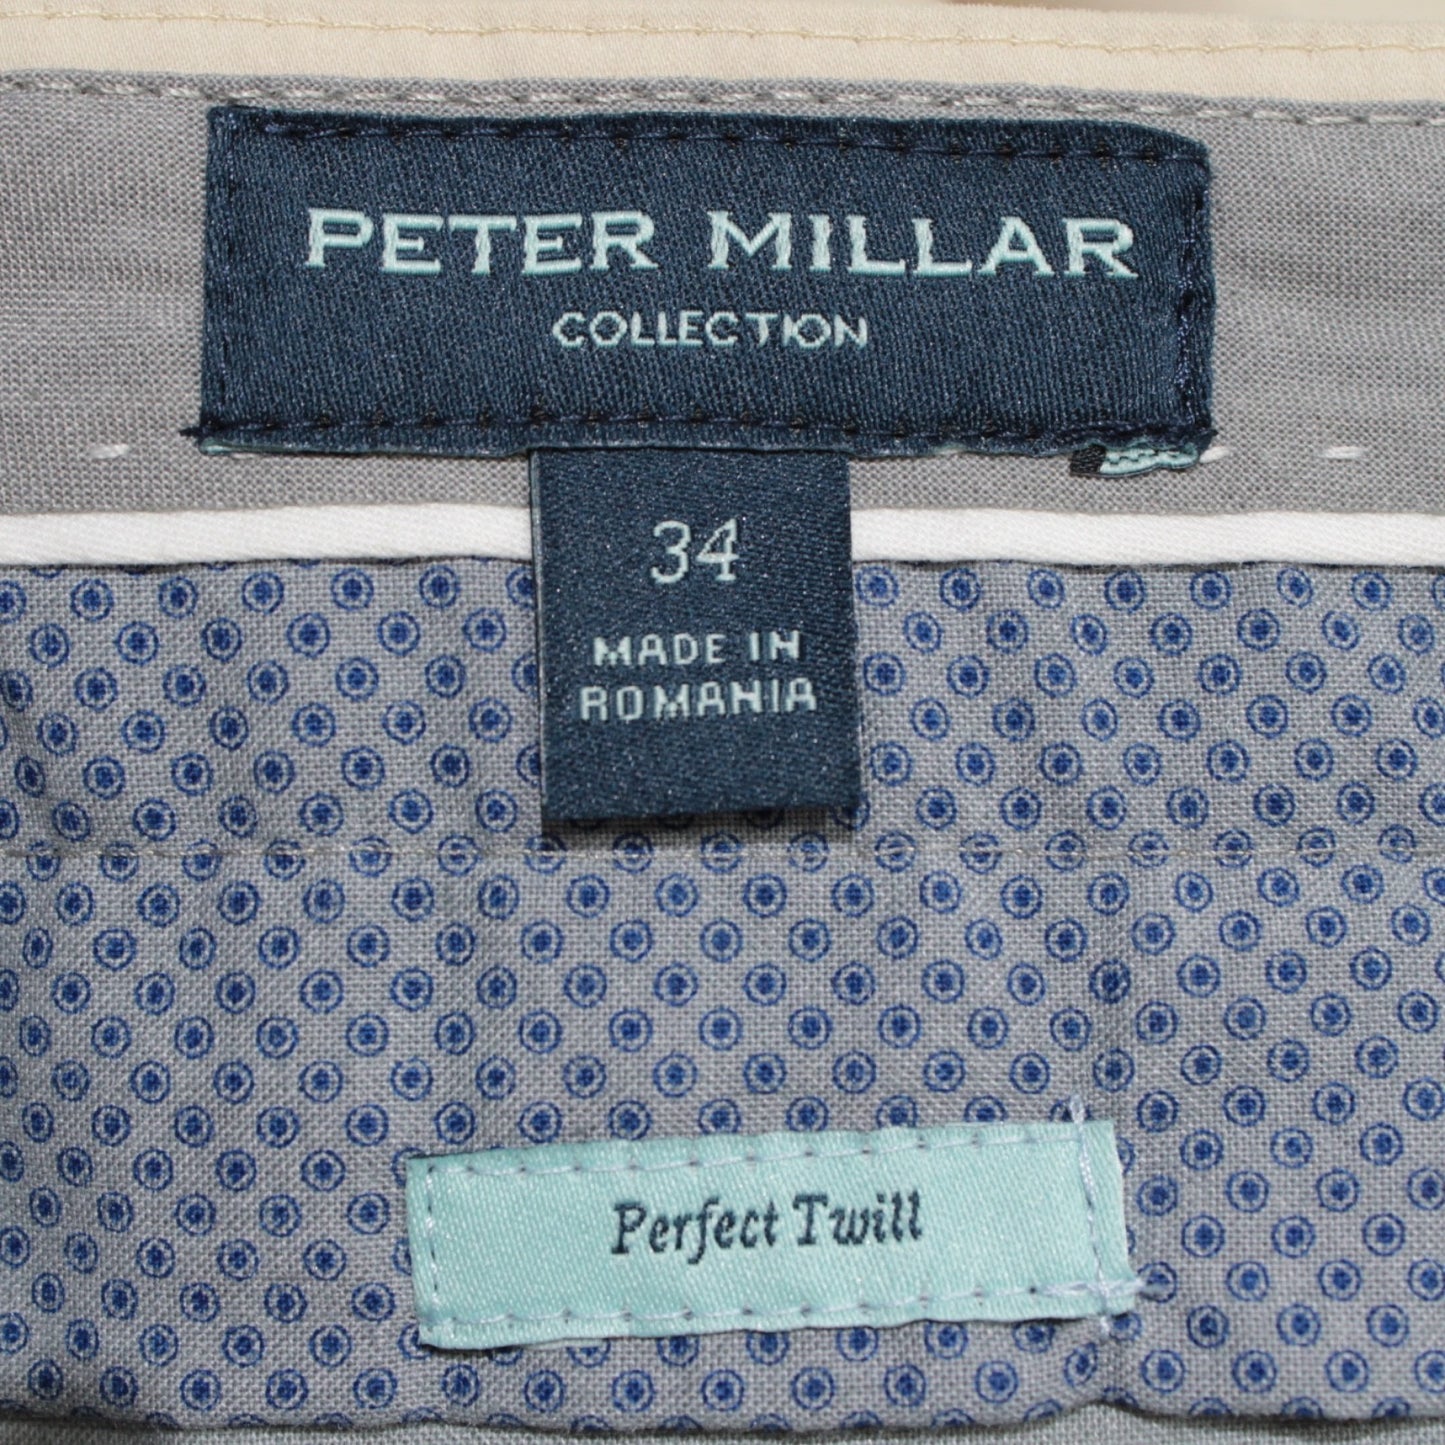 PETER MILLAR
COLLECTION
34
MADE IN
ROMANIA
Perfect Twill